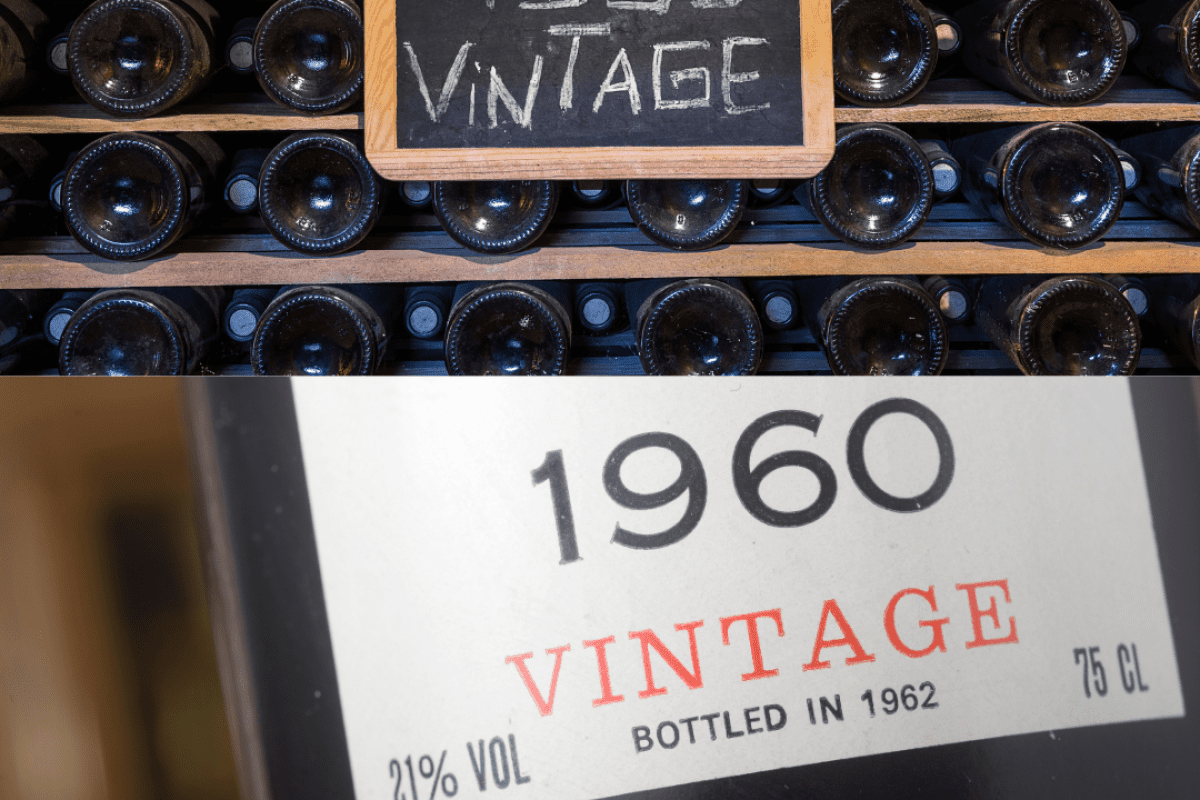 ViNTAGE
1960
VINTAGE
BOTTLED IN 1962
75 CL
21% VOL